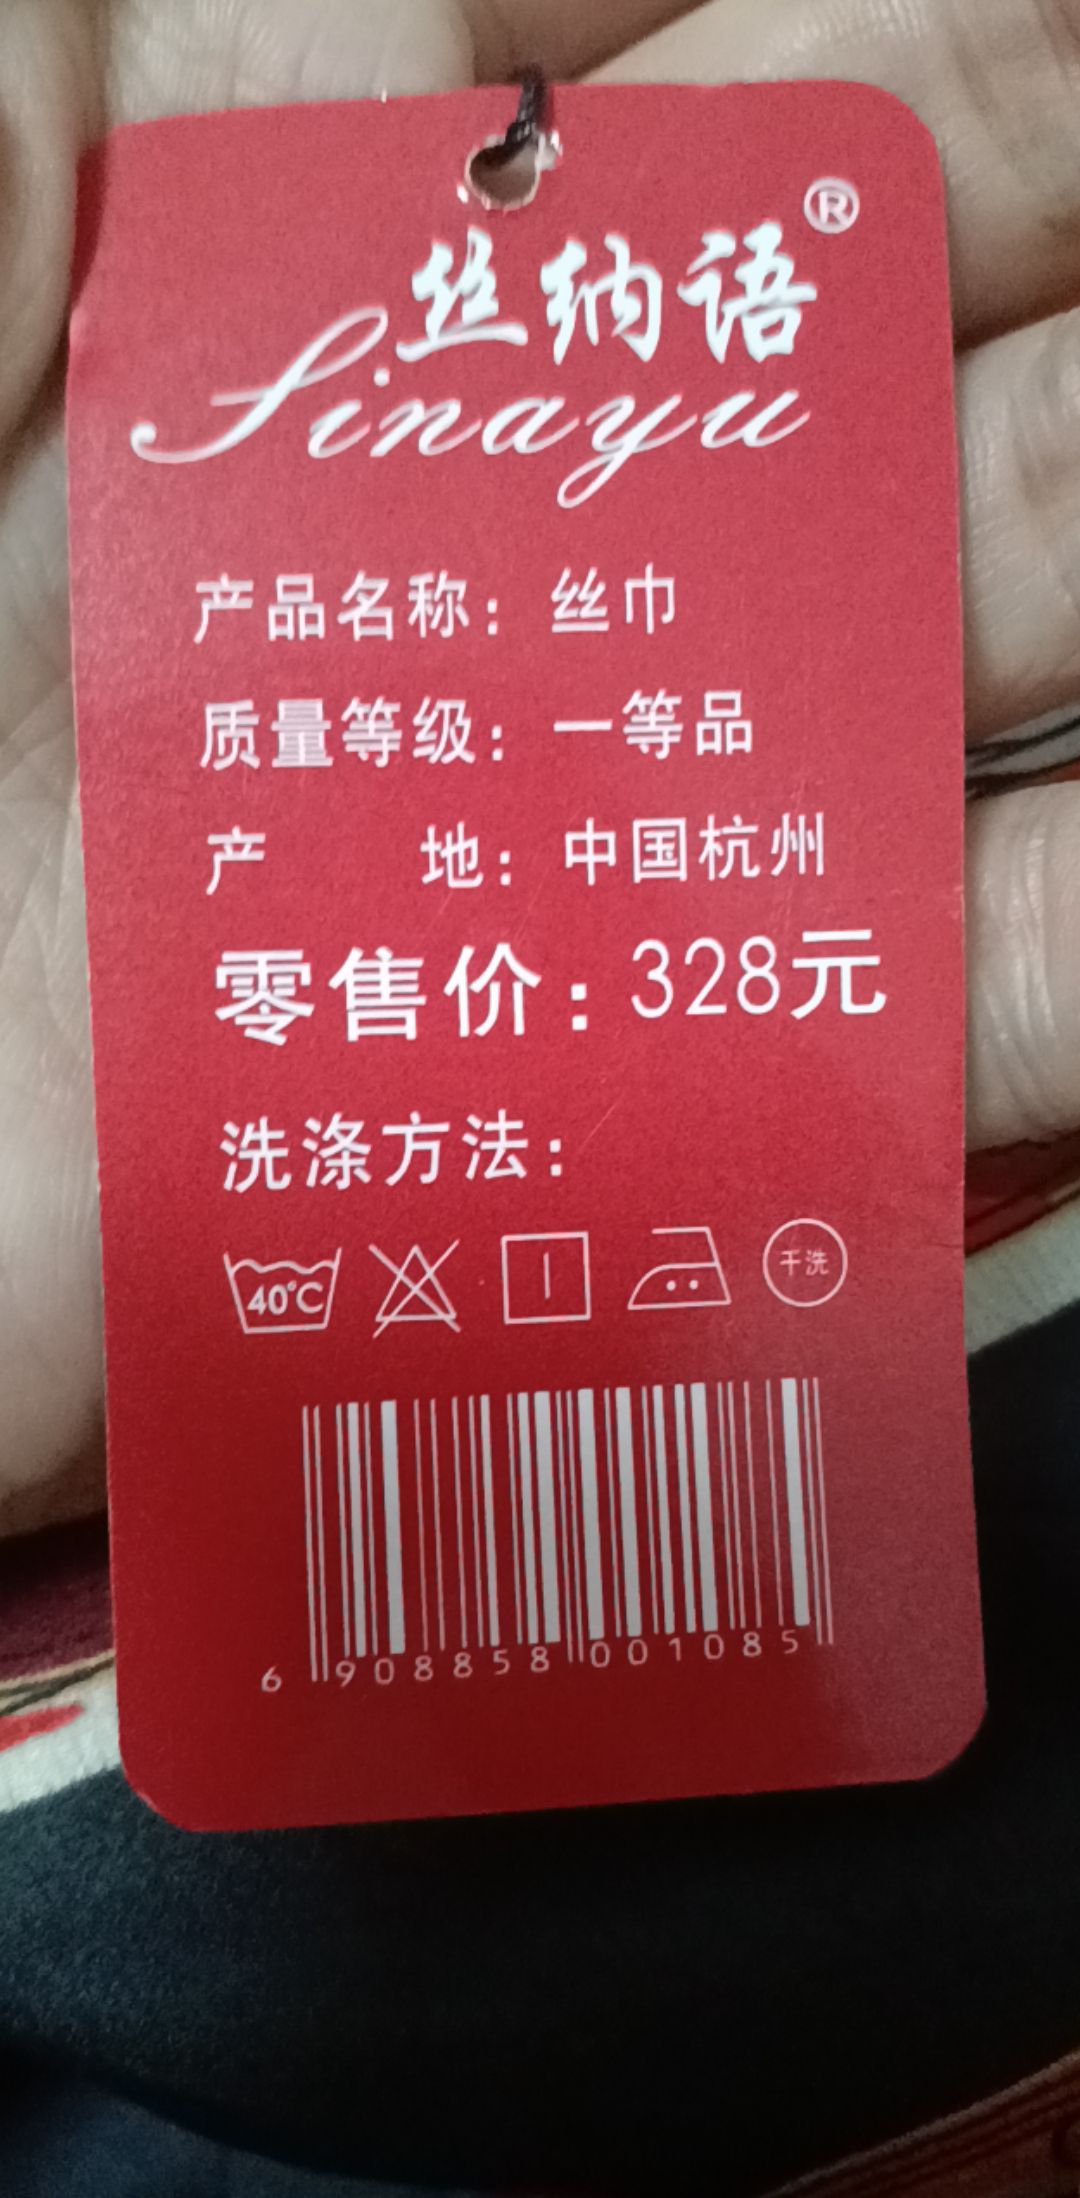 ®
丝纳语
Sinayu
产品名称：丝巾
质量等级：一等品
产 地：中国杭州
零售价：328元
洗涤方法：
40℃ 干洗
6 908858 001085